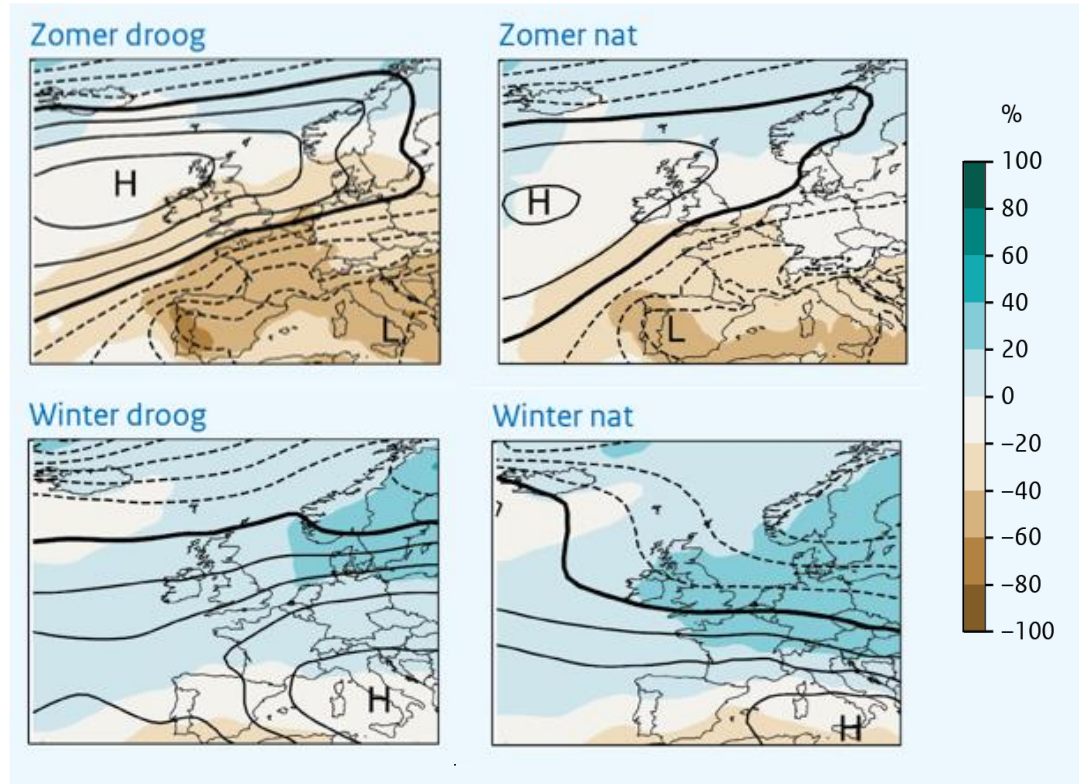 Zomer droog
Zomer nat
H
L
H
L
Winter droog
Winter nat
H
H
%
100
80
60
40
20
0
−20
−40
−60
−80
−100